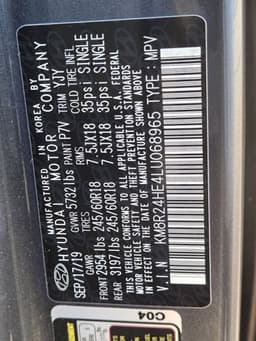 MANUFACTURED IN KOREA BY
HYUNDAI MOTOR COMPANY
SEP/17/19 GVWR 5732 lbs PAINT P7V TRIM YJT
GAWR TIRES RIMS COLD TIRE INFL
FRONT 2954 lbs 245/60R18 7.5JX18 35psi SINGLE
REAR 3197 lbs 245/60R18 7.5JX18 35psi SINGLE
THIS VEHICLE CONFORMS TO ALL APPLICABLE U.S.A. FEDERAL
MOTOR VEHICLE SAFETY AND THEFT PREVENTION STANDARDS
IN EFFECT ON THE DATE OF MANUFACTURE SHOWN ABOVE.
V.I.N KM8R24HE4LU068965 TYPE: MPV
C04